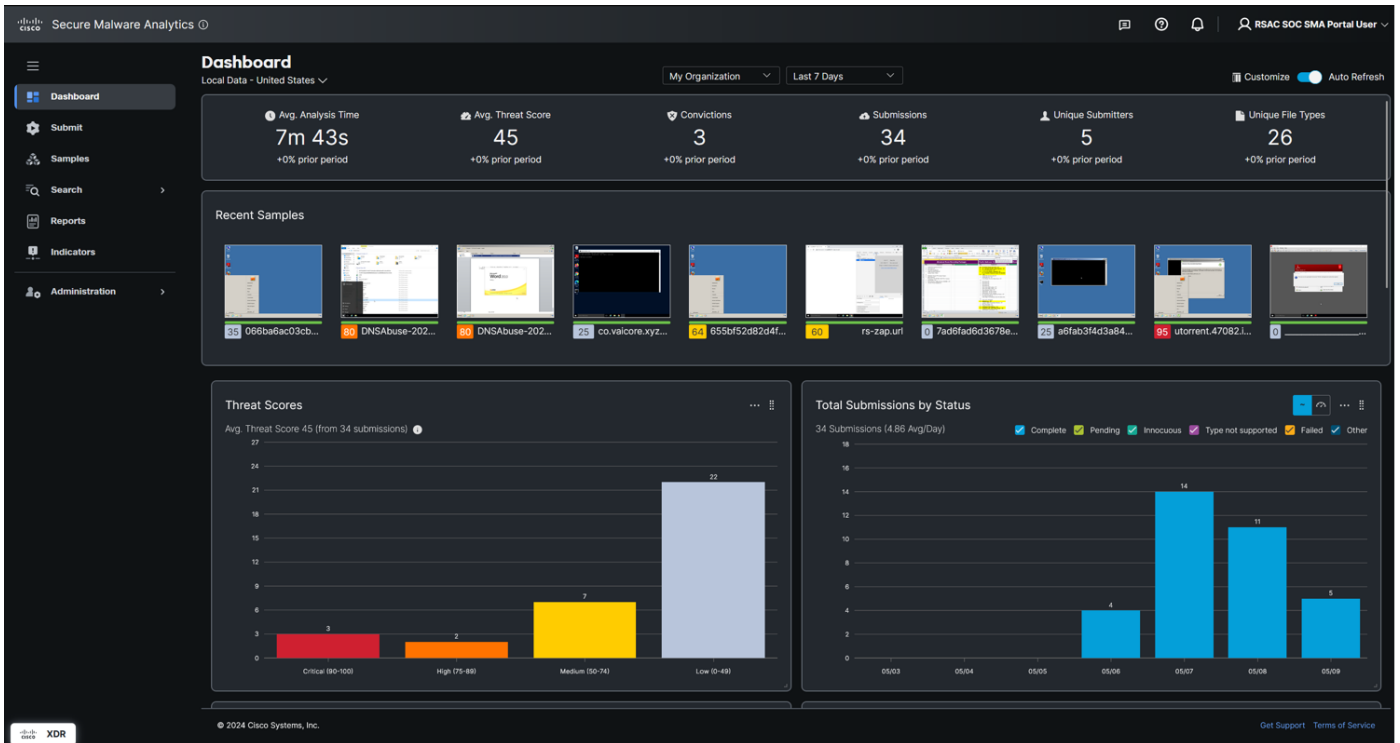 cisco Secure Malware Analytics
RSAC SOC SMA Portal User
Dashboard
Local Data - United States
My Organization
Last 7 Days
Customize
Auto Refresh
Dashboard
Submit
Samples
Search
Reports
Indicators
Administration
Avg. Analysis Time
7m 43s
+0% prior period
Avg. Threat Score
45
+0% prior period
Convictions
3
+0% prior period
Submissions
34
+0% prior period
Unique Submitters
5
+0% prior period
Unique File Types
26
+0% prior period
Recent Samples
35 066ba6ac03cb...
80 DNSAbuse-202...
80 DNSAbuse-202...
25 co.vaicore.xyz...
64 655bf52d82d4f...
60 rs-zap.url
0 7ad6fad6d3678e...
25 a6fab3f4d3a84...
95 utorrent.47082.i...
0
Threat Scores
Avg. Threat Score 45 (from 34 submissions)
27
24
21
18
15
12
9
6
3
0
3
2
7
22
Critical (90-100)
High (75-89)
Medium (50-74)
Low (0-49)
Total Submissions by Status
34 Submissions (4.86 Avg/Day)
Complete
Pending
Innocuous
Type not supported
Failed
Other
18
16
14
12
10
8
6
4
2
0
4
14
11
5
05/03
05/04
05/05
05/06
05/07
05/08
05/09
© 2024 Cisco Systems, Inc.
Get Support
Terms of Service
cisco XDR